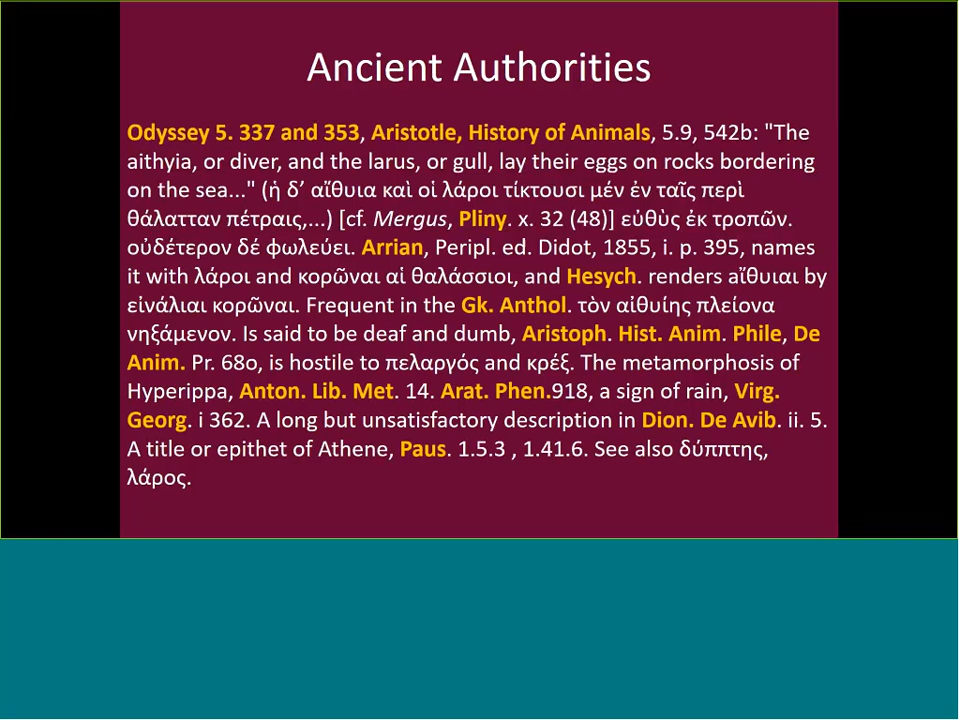 Ancient Authorities
Odyssey 5. 337 and 353, Aristotle, History of Animals, 5.9, 542b: "The
aithyia, or diver, and the larus, or gull, lay their eggs on rocks bordering
on the sea..." (ἡ δ’ αἴθυια καὶ οἱ λάροι τίκτουσι μέν ἐν ταῖς περὶ
θάλατταν πέτραις,...) [cf. Mergus, Pliny. x. 32 (48)] εὐθὺς ἐκ τροπῶν.
οὐδέτερον δέ φωλεύει. Arrian, Peripl. ed. Didot, 1855, i. p. 395, names
it with λάροι and κορῶναι αἱ θαλάσσιοι, and Hesych. renders αἴθυιαι by
εἰνάλιαι κορῶναι. Frequent in the Gk. Anthol. τὸν αἰθυίης πλείονα
νηξάμενον. Is said to be deaf and dumb, Aristoph. Hist. Anim. Phile, De
Anim. Pr. 68o, is hostile to πελαργός and κρέξ. The metamorphosis of
Hyperippa, Anton. Lib. Met. 14. Arat. Phen.918, a sign of rain, Virg.
Georg. i 362. A long but unsatisfactory description in Dion. De Avib. ii. 5.
A title or epithet of Athene, Paus. 1.5.3 , 1.41.6. See also δύππτης,
λάρος.